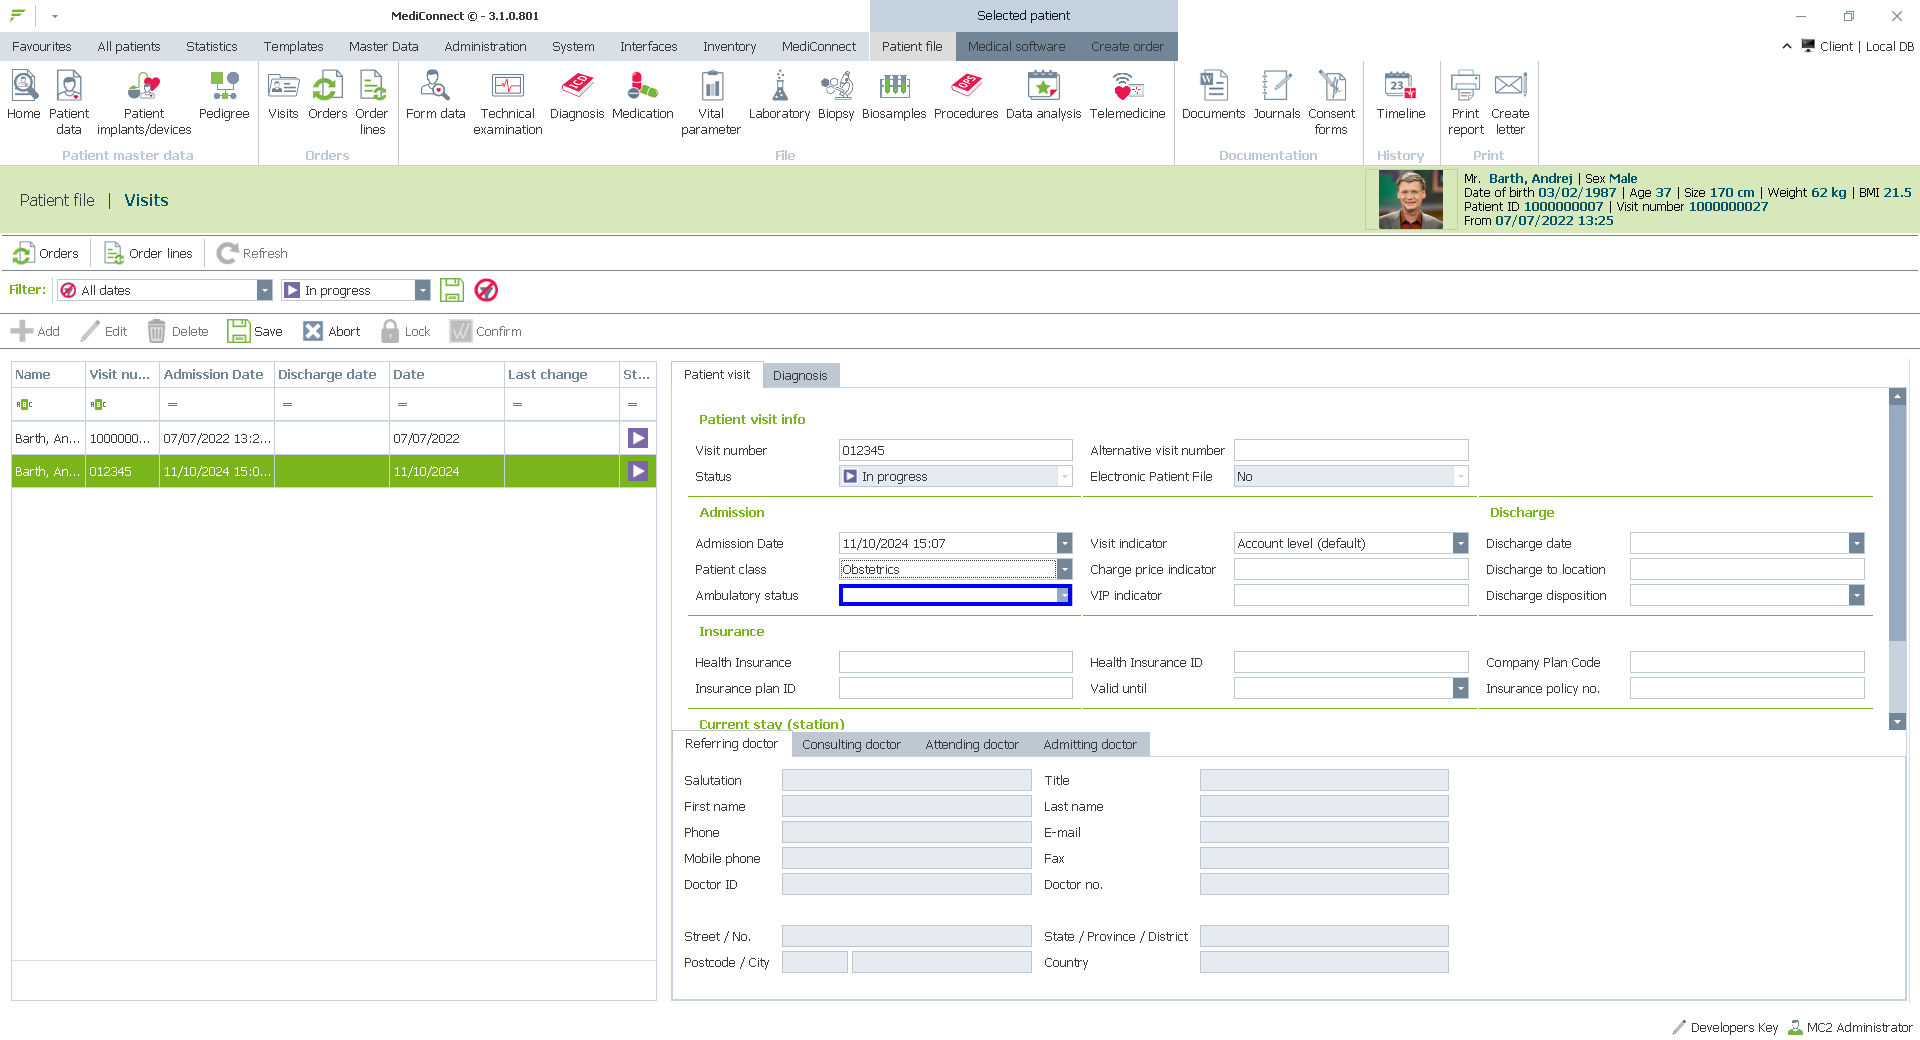 MediConnect © - 3.1.0.801
Selected patient
Favourites All patients Statistics Templates Master Data Administration System Interfaces Inventory MediConnect Patient file Medical software Create order
Client | Local DB
Home Patient data Patient implants/devices Pedigree Visits Orders Order lines Form data Technical examination Diagnosis Medication Vital parameter Laboratory Biopsy Biosamples Procedures Data analysis Telemedicine Documents Journals Consent forms Timeline Print report Create letter
Patient master data Orders File Documentation History Print
Patient file | Visits
Mr. Barth, Andrej | Sex Male
Date of birth 03/02/1987 | Age 37 | Size 170 cm | Weight 62 kg | BMI 21.5
Patient ID 1000000007 | Visit number 1000000027
From 07/07/2022 13:25
Orders Order lines Refresh
Filter: All dates In progress
Add Edit Delete Save Abort Lock Confirm
Name Visit nu... Admission Date Discharge date Date Last change St...
ABC ABC = = = = =
Barth, An... 1000000... 07/07/2022 13:2... 07/07/2022
Barth, An... 012345 11/10/2024 15:0... 11/10/2024
Patient visit Diagnosis
Patient visit info
Visit number 012345 Alternative visit number
Status In progress Electronic Patient File No
Admission Discharge
Admission Date 11/10/2024 15:07 Visit indicator Account level (default) Discharge date
Patient class Obstetrics Charge price indicator Discharge to location
Ambulatory status VIP indicator Discharge disposition
Insurance
Health Insurance Health Insurance ID Company Plan Code
Insurance plan ID Valid until Insurance policy no.
Current stay (station)
Referring doctor Consulting doctor Attending doctor Admitting doctor
Salutation Title
First name Last name
Phone E-mail
Mobile phone Fax
Doctor ID Doctor no.
Street / No. State / Province / District
Postcode / City Country
Developers Key MC2 Administrator